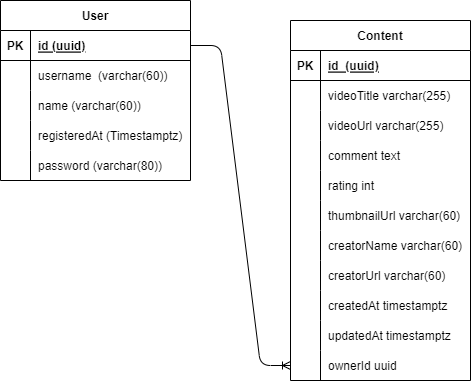 User
PK id (uuid)
username (varchar(60))
name (varchar(60))
registeredAt (Timestamptz)
password (varchar(80))
Content
PK id (uuid)
videoTitle varchar(255)
videoUrl varchar(255)
comment text
rating int
thumbnailUrl varchar(60)
creatorName varchar(60)
creatorUrl varchar(60)
createdAt timestamptz
updatedAt timestamptz
ownerId uuid